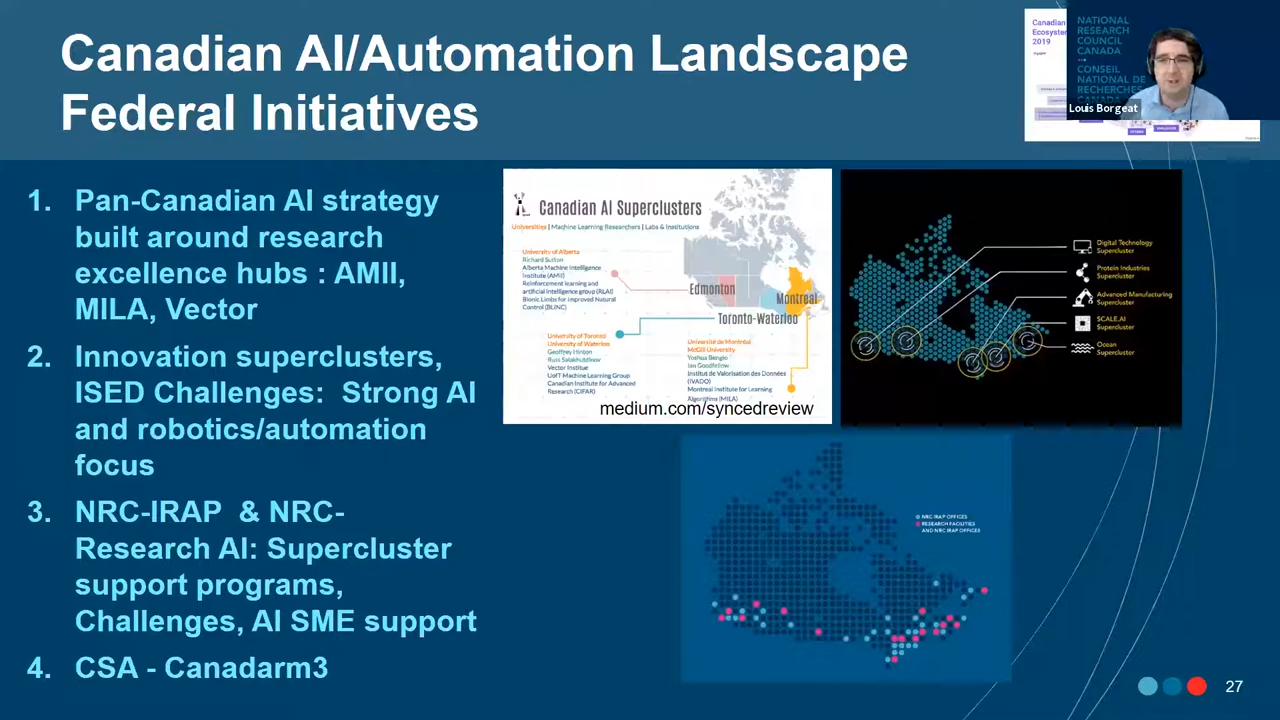 Canadian AI/Automation Landscape
Federal Initiatives
Canadian
Ecosyste
2019
NATIONAL
RESEARCH
COUNCIL
CANADA
CONSEIL
NATIONAL DE
RECHERCHES
Louis Borgeat
1. Pan-Canadian AI strategy
built around research
excellence hubs : AMII,
MILA, Vector
2. Innovation superclusters,
ISED Challenges: Strong AI
and robotics/automation
focus
3. NRC-IRAP & NRC-
Research AI: Supercluster
support programs,
Challenges, AI SME support
4. CSA - Canadarm3
Canadian AI Superclusters
Universities | Machine Learning Researchers | Labs & Institutions
University of Alberta
Richard Sutton
Alberta Machine Intelligence
Institute (AMII)
Reinforcement learning and
artificial Intelligence group (RLAI)
Bionic Limbs for Improved Natural
Control (BLINC)
Edmonton
Montreal
Toronto-Waterloo
University of Toronto
University of Waterloo
Geoffrey Hinton
Russ Salakhutdinov
Vector Institue
UofT Machine Learning Group
Canadian Institute for Advanced
Research (CIFAR)
Université de Montréal
McGill University
Yoshua Bengio
Ian Goodfellow
Institut de Valorisation des Données
(IVADO)
Montreal Institute for Learning
Algorithms (MILA)
medium.com/syncedreview
Digital Technology
Supercluster
Protein Industries
Supercluster
Advanced Manufacturing
Supercluster
SCALE.AI
Supercluster
Ocean
Supercluster
NRC IRAP OFFICES
RESEARCH FACILITIES
AND NRC IRAP OFFICES
27